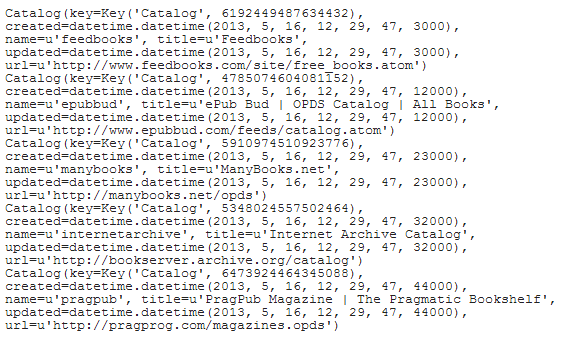 Catalog(key=Key('Catalog', 6192449487634432),
created=datetime.datetime(2013, 5, 16, 12, 29, 47, 3000),
name=u'feedbooks', title=u'Feedbooks',
updated=datetime.datetime(2013, 5, 16, 12, 29, 47, 3000),
url=u'http://www.feedbooks.com/site/free_books.atom')
Catalog(key=Key('Catalog', 4785074604081152),
created=datetime.datetime(2013, 5, 16, 12, 29, 47, 12000),
name=u'epubbud', title=u'ePub Bud | OPDS Catalog | All Books',
updated=datetime.datetime(2013, 5, 16, 12, 29, 47, 12000),
url=u'http://www.epubbud.com/feeds/catalog.atom')
Catalog(key=Key('Catalog', 5910974510923776),
created=datetime.datetime(2013, 5, 16, 12, 29, 47, 23000),
name=u'manybooks', title=u'ManyBooks.net',
updated=datetime.datetime(2013, 5, 16, 12, 29, 47, 23000),
url=u'http://manybooks.net/opds')
Catalog(key=Key('Catalog', 5348024557502464),
created=datetime.datetime(2013, 5, 16, 12, 29, 47, 32000),
name=u'internetarchive', title=u'Internet Archive Catalog',
updated=datetime.datetime(2013, 5, 16, 12, 29, 47, 32000),
url=u'http://bookserver.archive.org/catalog')
Catalog(key=Key('Catalog', 6473924464345088),
created=datetime.datetime(2013, 5, 16, 12, 29, 47, 44000),
name=u'pragpub', title=u'PragPub Magazine | The Pragmatic Bookshelf',
updated=datetime.datetime(2013, 5, 16, 12, 29, 47, 44000),
url=u'http://pragprog.com/magazines.opds')